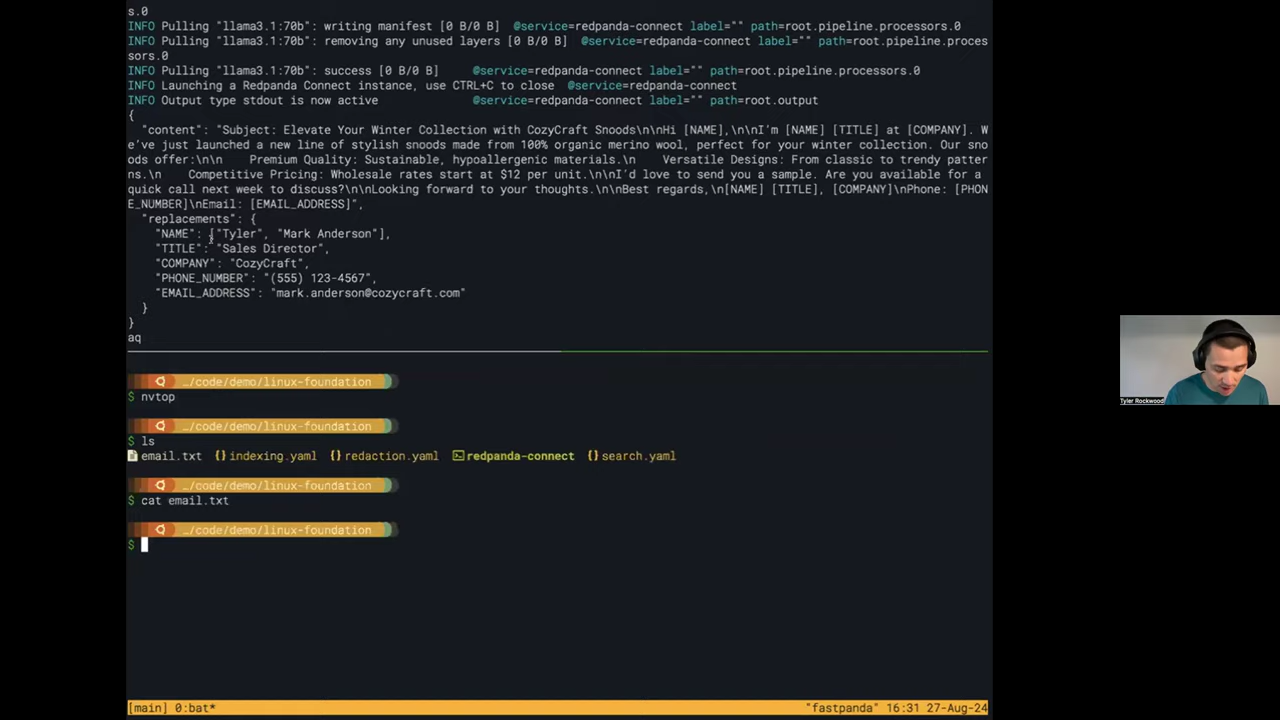 s.0
INFO Pulling "llama3.1:70b": writing manifest [0 B/0 B]  @service=redpanda-connect label="" path=root.pipeline.processors.0
INFO Pulling "llama3.1:70b": removing any unused layers [0 B/0 B]  @service=redpanda-connect label="" path=root.pipeline.proces
sors.0
INFO Pulling "llama3.1:70b": success [0 B/0 B]     @service=redpanda-connect label="" path=root.pipeline.processors.0
INFO Launching a Redpanda Connect instance, use CTRL+C to close  @service=redpanda-connect
INFO Output type stdout is now active              @service=redpanda-connect label="" path=root.output
{
  "content": "Subject: Elevate Your Winter Collection with CozyCraft Snoods\n\nHi [NAME],\n\nI'm [NAME] [TITLE] at [COMPANY]. W
e've just launched a new line of stylish snoods made from 100% organic merino wool, perfect for your winter collection. Our sno
ods offer:\n\n    Premium Quality: Sustainable, hypoallergenic materials.\n    Versatile Designs: From classic to trendy patter
ns.\n    Competitive Pricing: Wholesale rates start at $12 per unit.\n\nI'd love to send you a sample. Are you available for a
quick call next week to discuss?\n\nLooking forward to your thoughts.\n\nBest regards,\n[NAME] [TITLE], [COMPANY]\nPhone: [PHON
E_NUMBER]\nEmail: [EMAIL_ADDRESS]",
  "replacements": {
    "NAME": ["Tyler", "Mark Anderson"],
    "TITLE": "Sales Director",
    "COMPANY": "CozyCraft",
    "PHONE_NUMBER": "(555) 123-4567",
    "EMAIL_ADDRESS": "mark.anderson@cozycraft.com"
  }
}
aq
…/code/demo/linux-foundation
$ nvtop
…/code/demo/linux-foundation
$ ls
email.txt  {} indexing.yaml  {} redaction.yaml  redpanda-connect  {} search.yaml
…/code/demo/linux-foundation
$ cat email.txt
…/code/demo/linux-foundation
$
Tyler Rockwood
[main] 0:bat*  "fastpanda" 16:31 27-Aug-24